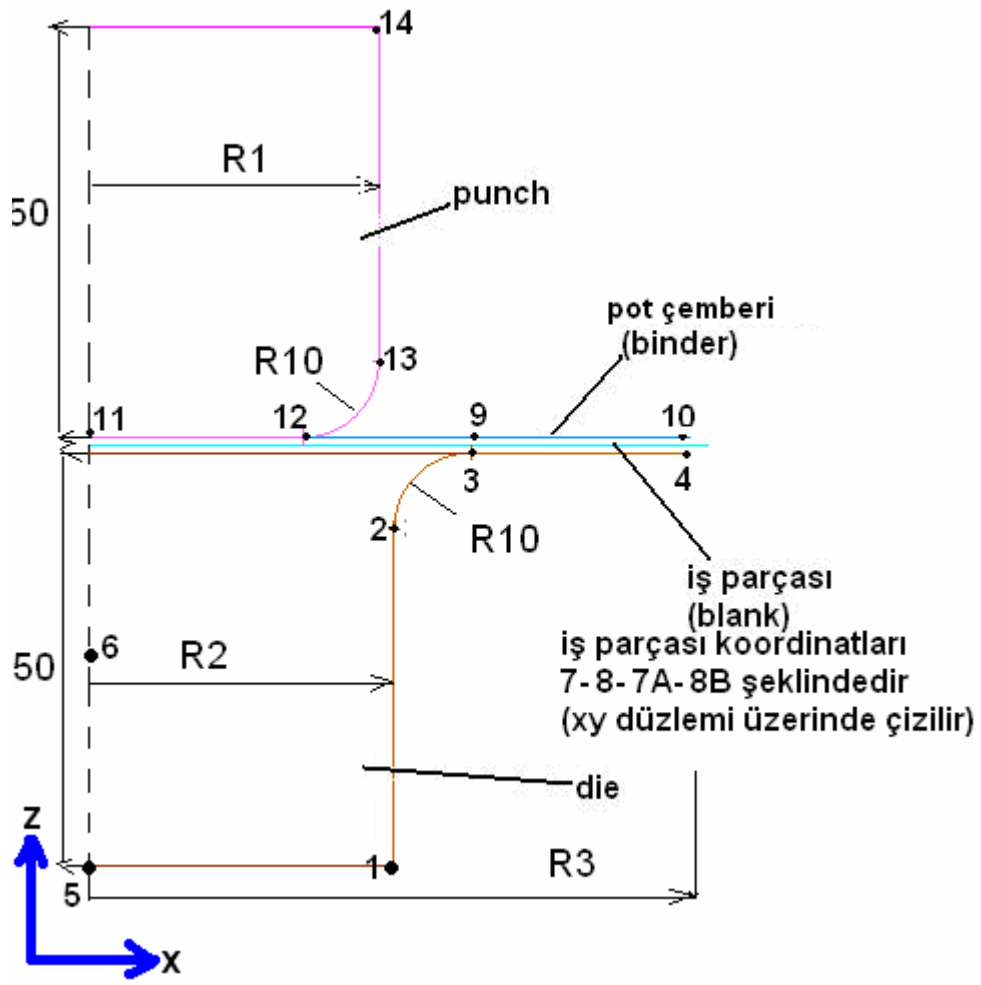 14
R1
punch
50
pot çemberi
(binder)
R10
13
11
12
9
10
3
4
2
R10
iş parçası
(blank)
iş parçası koordinatları
7-8-7A-8B şeklindedir
(xy düzlemi üzerinde çizilir)
6
R2
50
die
z
1
R3
5
x